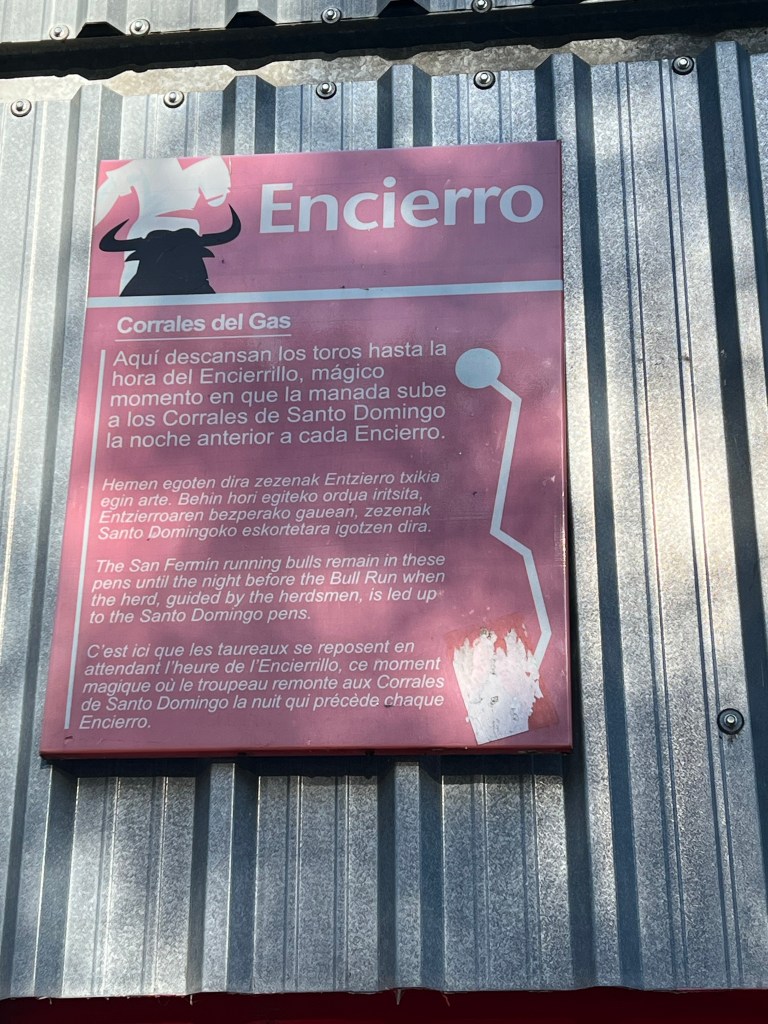 Encierro
Corrales del Gas
Aquí descansan los toros hasta la
hora del Encierrillo, mágico
momento en que la manada sube
a los Corrales de Santo Domingo
la noche anterior a cada Encierro.
Hemen egoten dira zezenak Entzierro txikia
egin arte. Behin hori egiteko ordua iritsita,
Entzierroaren bezperako gauean, zezenak
Santo Domingoko eskortetara igotzen dira.
The San Fermin running bulls remain in these
pens until the night before the Bull Run when
the herd, guided by the herdsmen, is led up
to the Santo Domingo pens.
C'est ici que les taureaux se reposent en
attendant l'heure de l'Encierrillo, ce moment
magique où le troupeau remonte aux Corrales
de Santo Domingo la nuit qui précède chaque
Encierro.